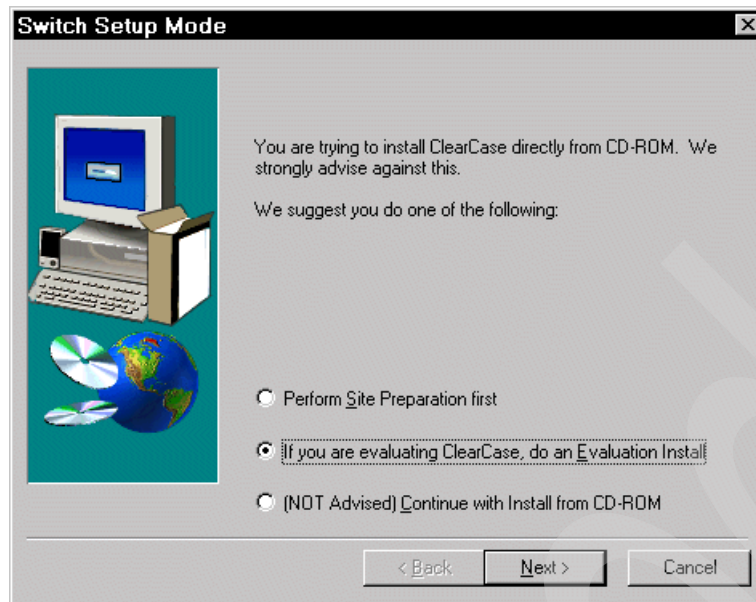 Switch Setup Mode
You are trying to install ClearCase directly from CD-ROM. We
strongly advise against this.
We suggest you do one of the following:
Perform Site Preparation first
If you are evaluating ClearCase, do an Evaluation Install
(NOT Advised) Continue with Install from CD-ROM
< Back
Next >
Cancel